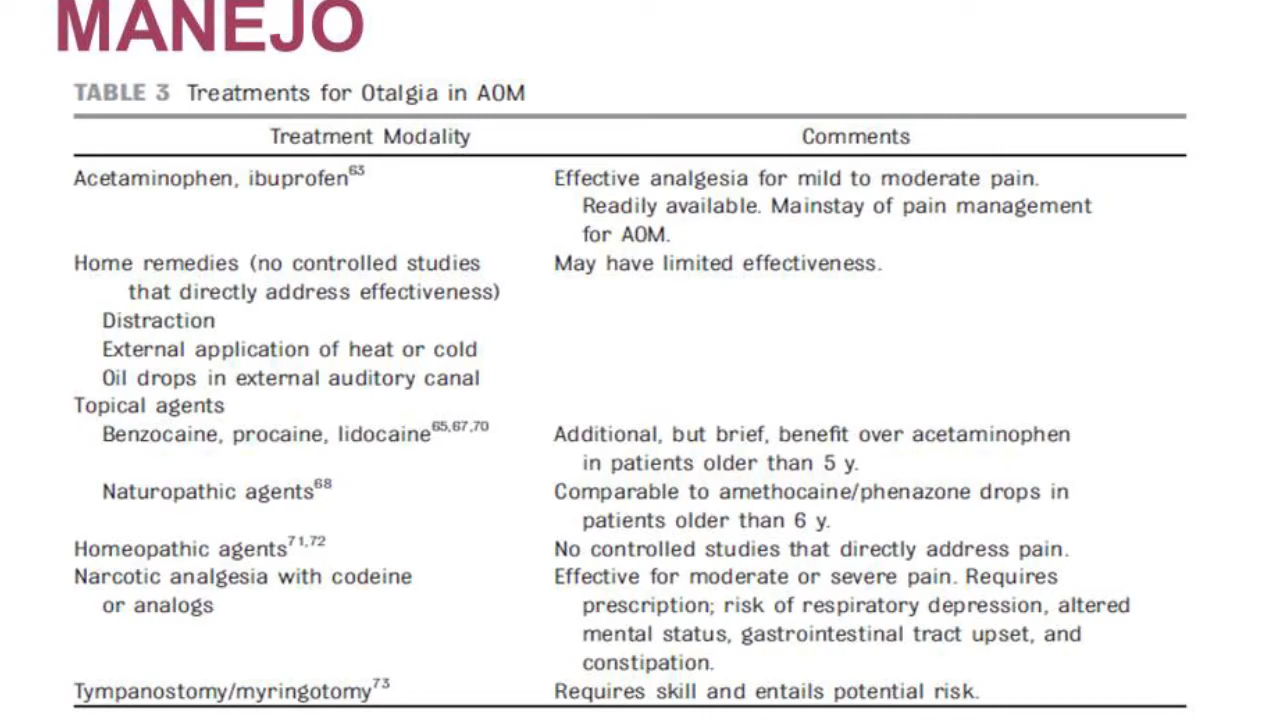 MANEJO
TABLE 3 Treatments for Otalgia in AOM
Treatment Modality Comments
Acetaminophen, ibuprofen63 Effective analgesia for mild to moderate pain.
Readily available. Mainstay of pain management
for AOM.
Home remedies (no controlled studies May have limited effectiveness.
that directly address effectiveness)
Distraction
External application of heat or cold
Oil drops in external auditory canal
Topical agents
Benzocaine, procaine, lidocaine65,67,70 Additional, but brief, benefit over acetaminophen
in patients older than 5 y.
Naturopathic agents68 Comparable to amethocaine/phenazone drops in
patients older than 6 y.
Homeopathic agents71,72 No controlled studies that directly address pain.
Narcotic analgesia with codeine Effective for moderate or severe pain. Requires
or analogs prescription; risk of respiratory depression, altered
mental status, gastrointestinal tract upset, and
constipation.
Tympanostomy/myringotomy73 Requires skill and entails potential risk.